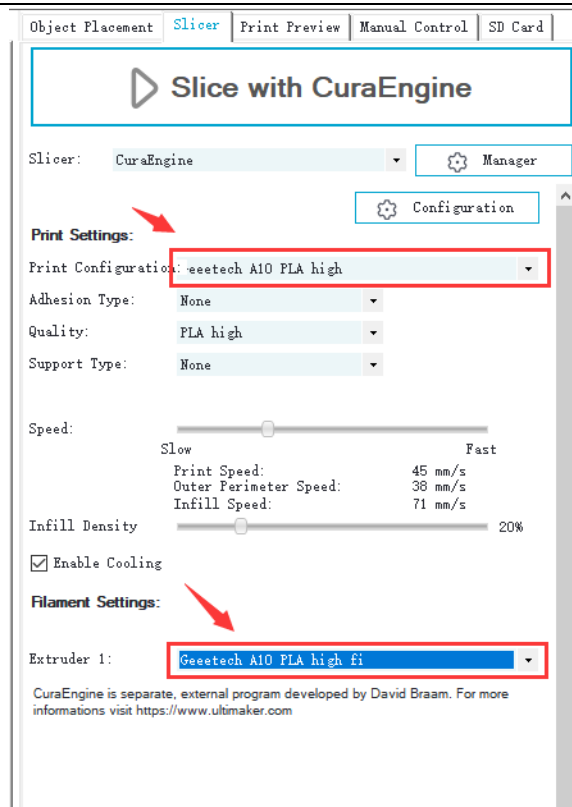 Object Placement Slicer Print Preview Manual Control SD Card
Slice with CuraEngine
Slicer: CuraEngine Manager
Configuration
Print Settings:
Print Configuration: eeetech A10 PLA high
Adhesion Type: None
Quality: PLA high
Support Type: None
Speed:
Slow Fast
Print Speed: 45 mm/s
Outer Perimeter Speed: 38 mm/s
Infill Speed: 71 mm/s
Infill Density 20%
Enable Cooling
Filament Settings:
Extruder 1: Geeetech A10 PLA high fi
CuraEngine is separate, external program developed by David Braam. For more
informations visit https://www.ultimaker.com